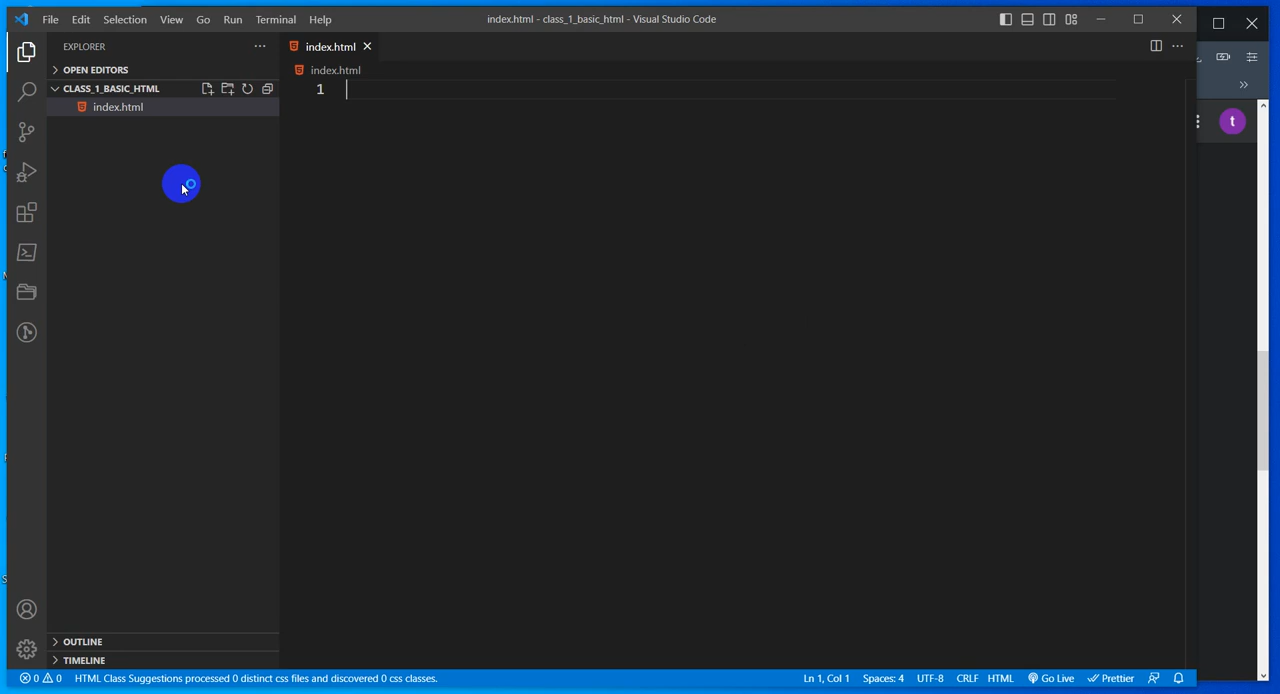 File Edit Selection View Go Run Terminal Help
index.html - class_1_basic_html - Visual Studio Code
EXPLORER
index.html
OPEN EDITORS
index.html
CLASS_1_BASIC_HTML
1
index.html
t
OUTLINE
TIMELINE
0 0 HTML Class Suggestions processed 0 distinct css files and discovered 0 css classes.
Ln 1, Col 1 Spaces: 4 UTF-8 CRLF HTML Go Live Prettier